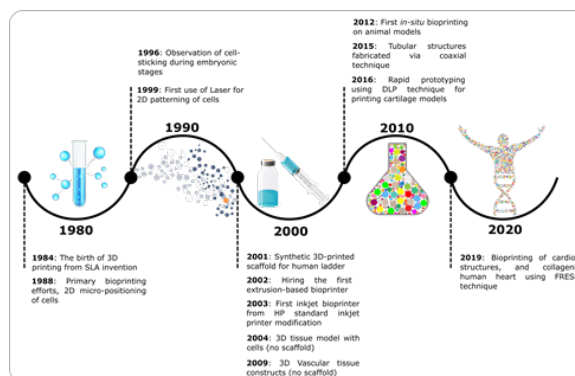 1996: Observation of cell-
sticking during embryonic
stages
1999: First use of Laser for
2D patterning of cells
2012: First in-situ bioprinting
on animal models
2015: Tubular structures
fabricated via coaxial
technique
2016: Rapid prototyping
using DLP technique for
printing cartilage models
1990
2010
1980
2000
2020
1984: The birth of 3D
printing from SLA invention
1988: Primary bioprinting
efforts, 2D micro-positioning
of cells
2001: Synthetic 3D-printed
scaffold for human ladder
2002: Hiring the first
extrusion-based bioprinter
2003: First inkjet bioprinter
from HP standard inkjet
printer modification
2004: 3D tissue model with
cells (no scaffold)
2009: 3D Vascular tissue
constructs (no scaffold)
2019: Bioprinting of cardio
structures, and collagen
human heart using FRES
technique